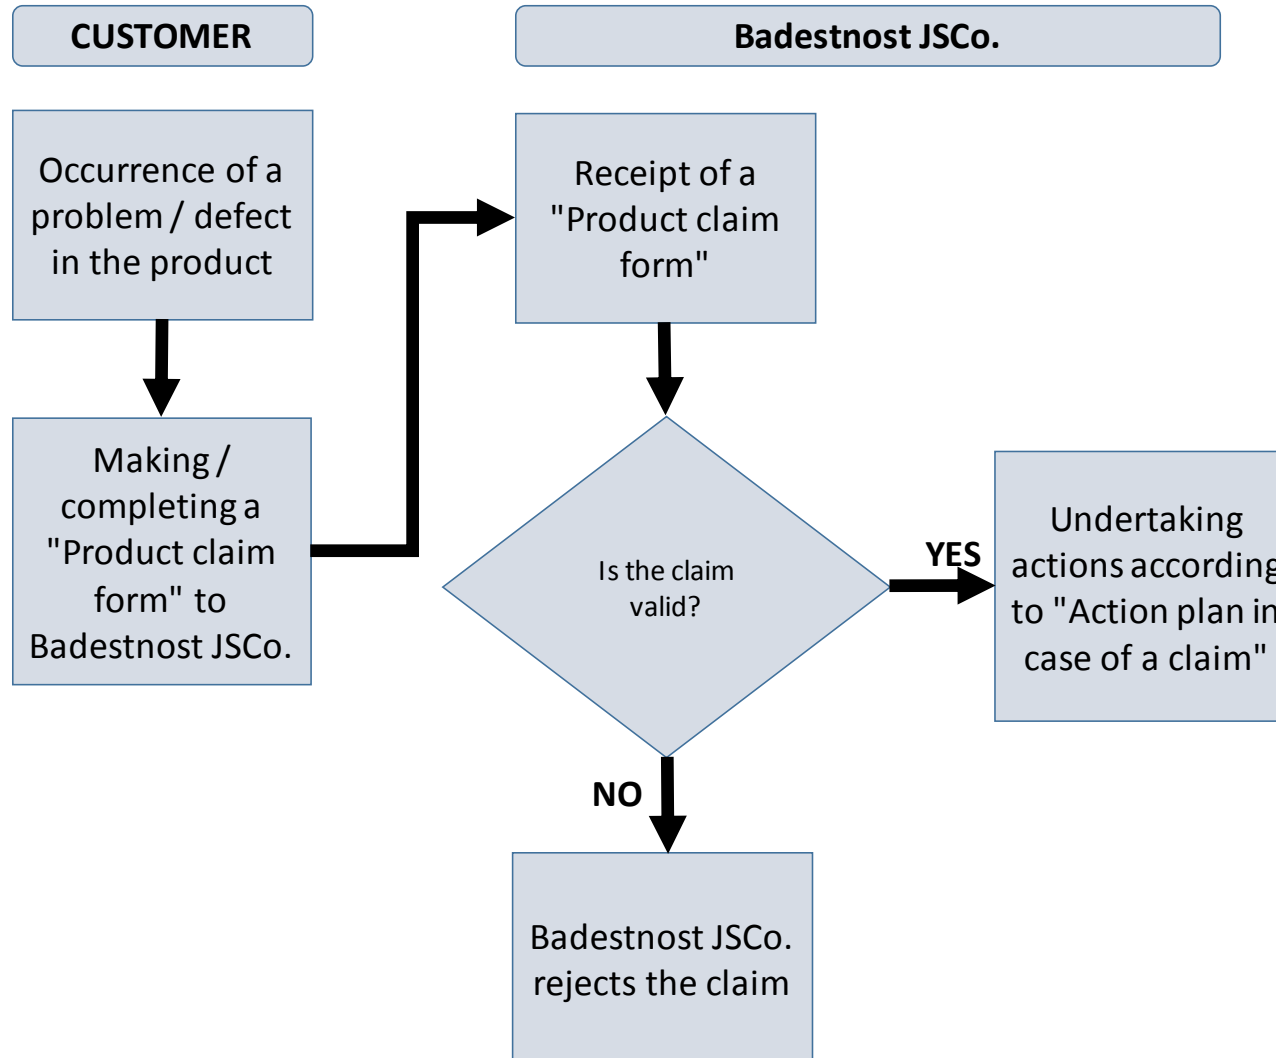 CUSTOMER
Badestnost JSCo.
Occurrence of a
problem / defect
in the product
Making /
completing a
"Product claim
form" to
Badestnost JSCo.
Receipt of a
"Product claim
form"
Is the claim
valid?
YES
Undertaking
actions according
to "Action plan in
case of a claim"
NO
Badestnost JSCo.
rejects the claim